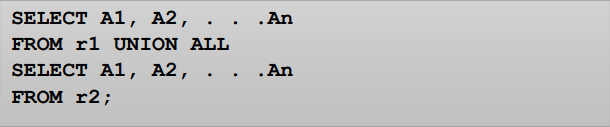 SELECT A1, A2, . . .An
FROM r1 UNION ALL
SELECT A1, A2, . . .An
FROM r2;